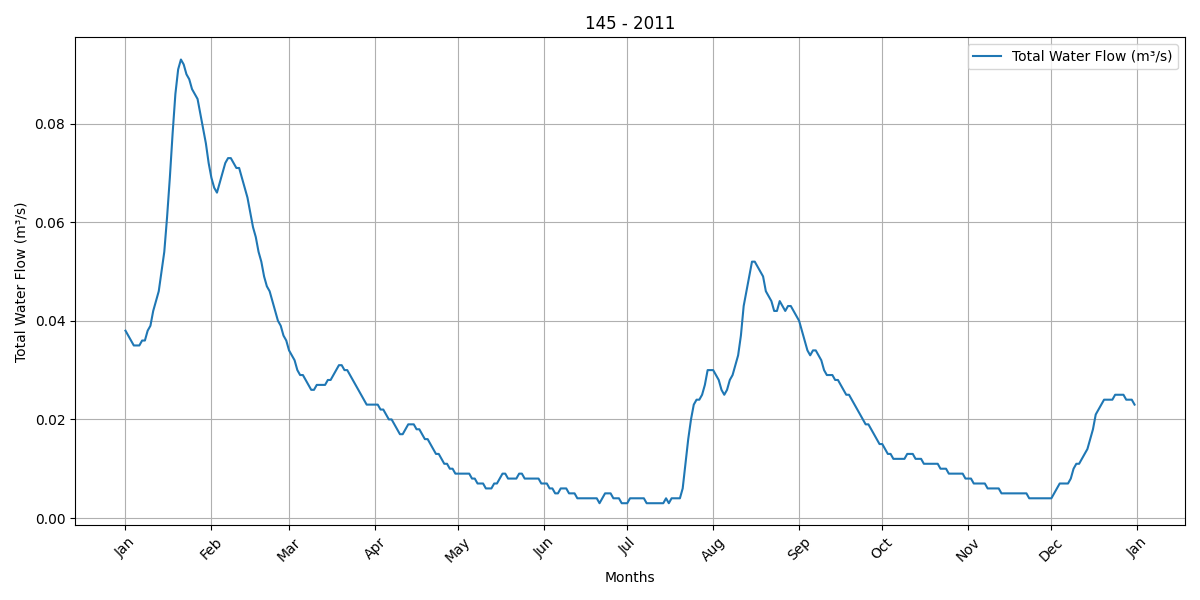 145 - 2011
Total Water Flow (m³/s)
Total Water Flow (m³/s)
0.08
0.06
0.04
0.02
0.00
Jan Feb Mar Apr May Jun Jul Aug Sep Oct Nov Dec Jan
Months